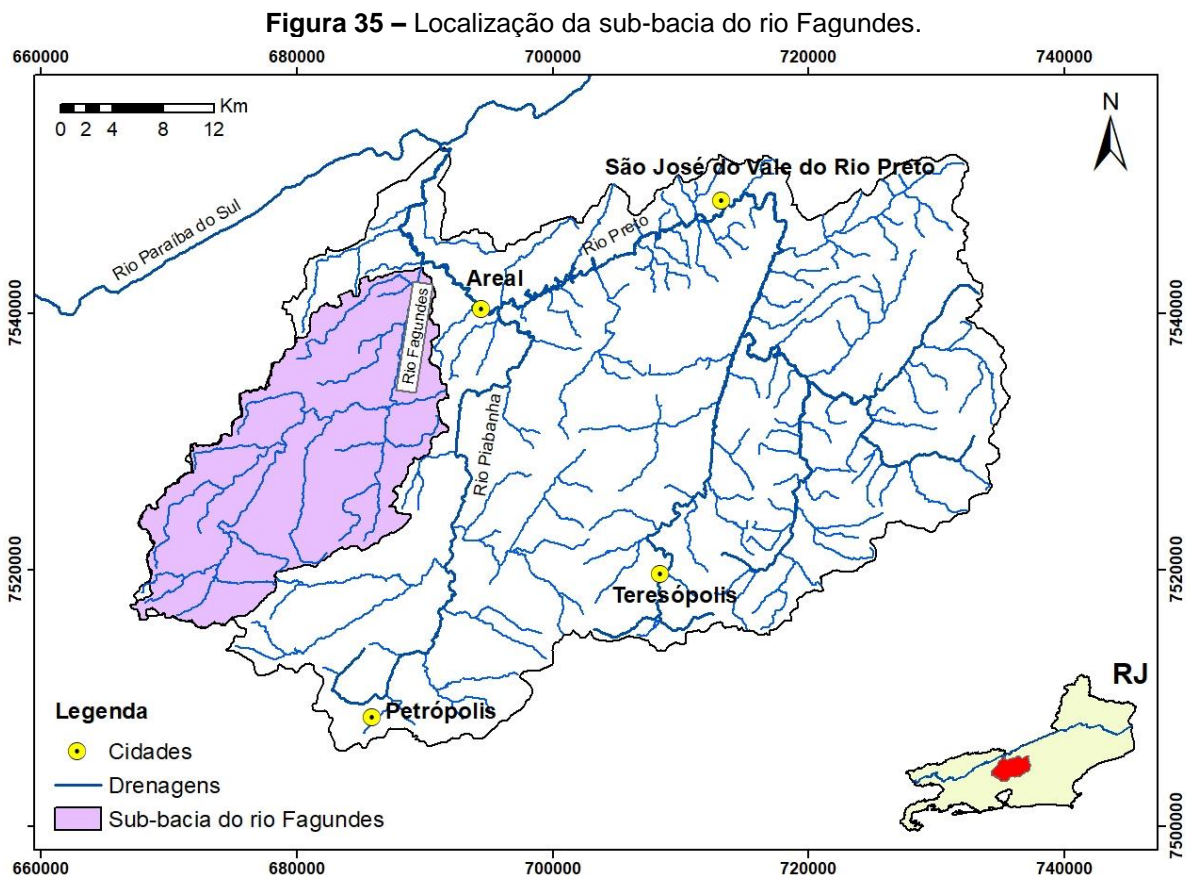 Figura 35 – Localização da sub-bacia do rio Fagundes.
660000 680000 700000 720000 740000
Km
0 2 4 8 12
N
São José do Vale do Rio Preto
Rio Paraíba do Sul
Rio Preto
Areal
7540000
7540000
Rio Fagundes
Rio Piabanha
7520000
7520000
Teresópolis
RJ
Petrópolis
Legenda
Cidades
Drenagens
Sub-bacia do rio Fagundes
7500000
660000 680000 700000 720000 740000